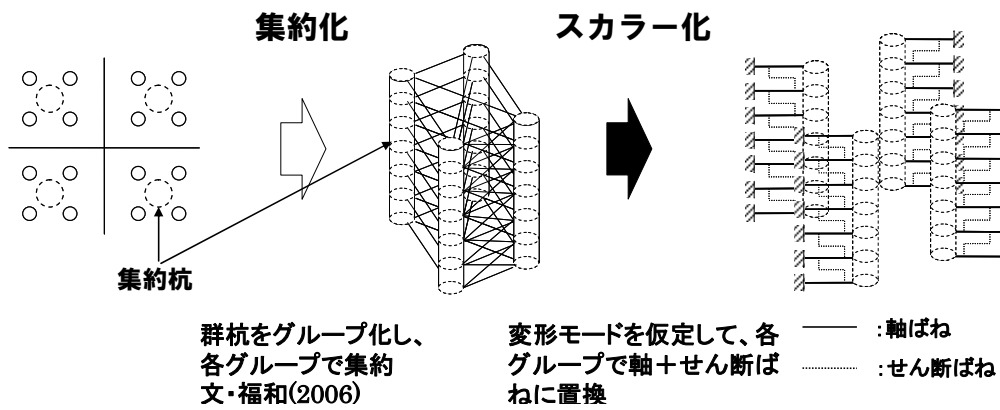 集約化
スカラー化
集約杭
群杭をグループ化し、
各グループで集約
文・福和(2006)
変形モードを仮定して、各
グループで軸+せん断ば
ねに置換
:軸ばね
:せん断ばね